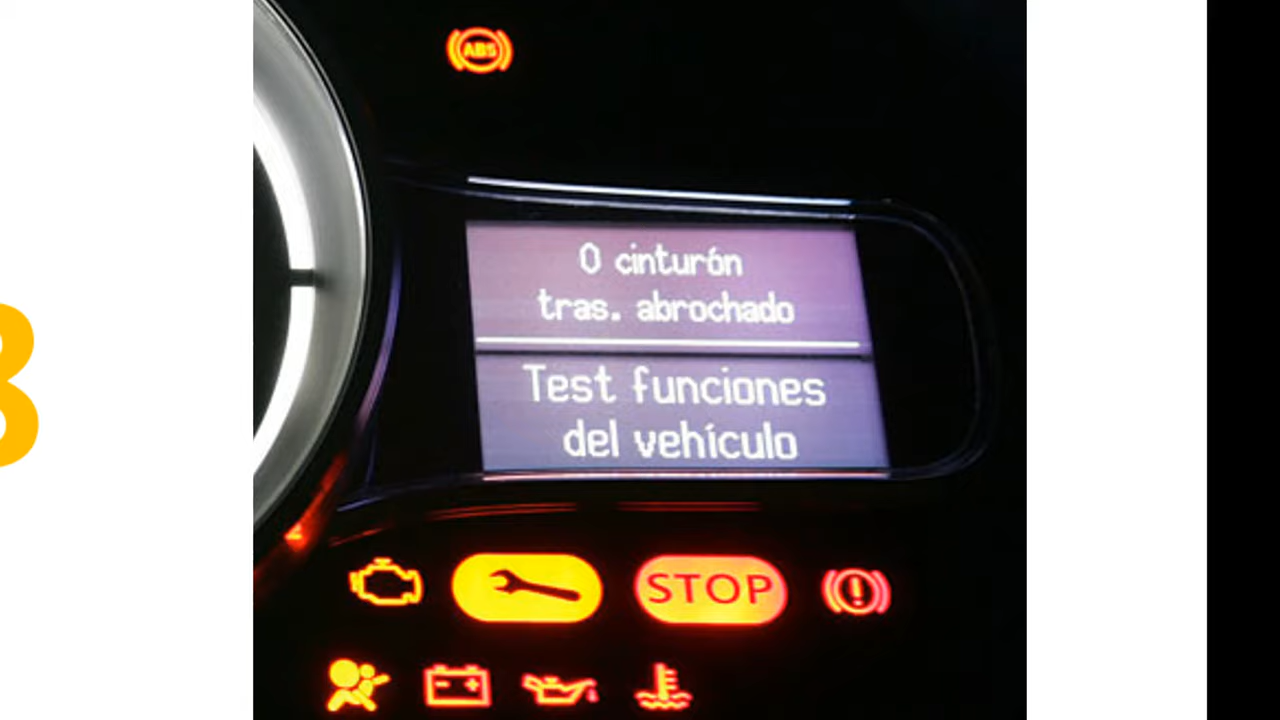 ABS
0 cinturón
tras. abrochado
Test funciones
del vehículo
STOP